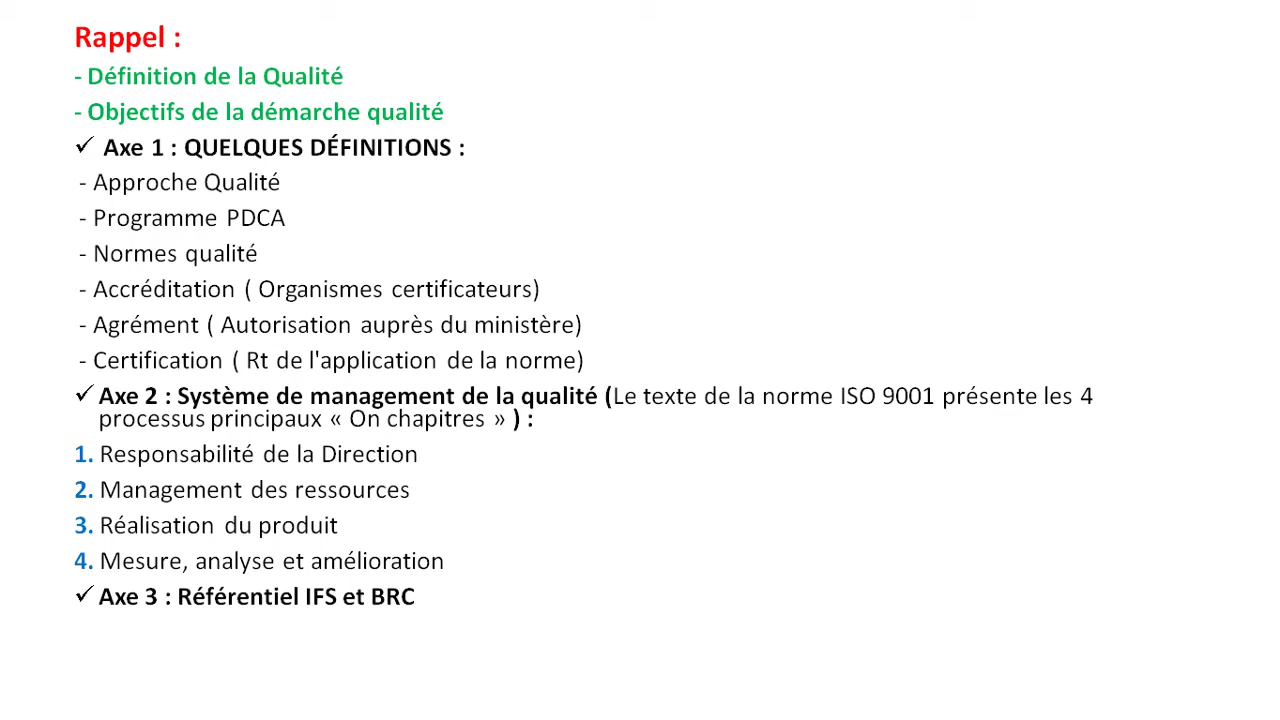 Rappel :
- Définition de la Qualité
- Objectifs de la démarche qualité
✓ Axe 1 : QUELQUES DÉFINITIONS :
- Approche Qualité
- Programme PDCA
- Normes qualité
- Accréditation ( Organismes certificateurs)
- Agrément ( Autorisation auprès du ministère)
- Certification ( Rt de l'application de la norme)
✓ Axe 2 : Système de management de la qualité (Le texte de la norme ISO 9001 présente les 4
processus principaux « On chapitres » ) :
1. Responsabilité de la Direction
2. Management des ressources
3. Réalisation du produit
4. Mesure, analyse et amélioration
✓ Axe 3 : Référentiel IFS et BRC